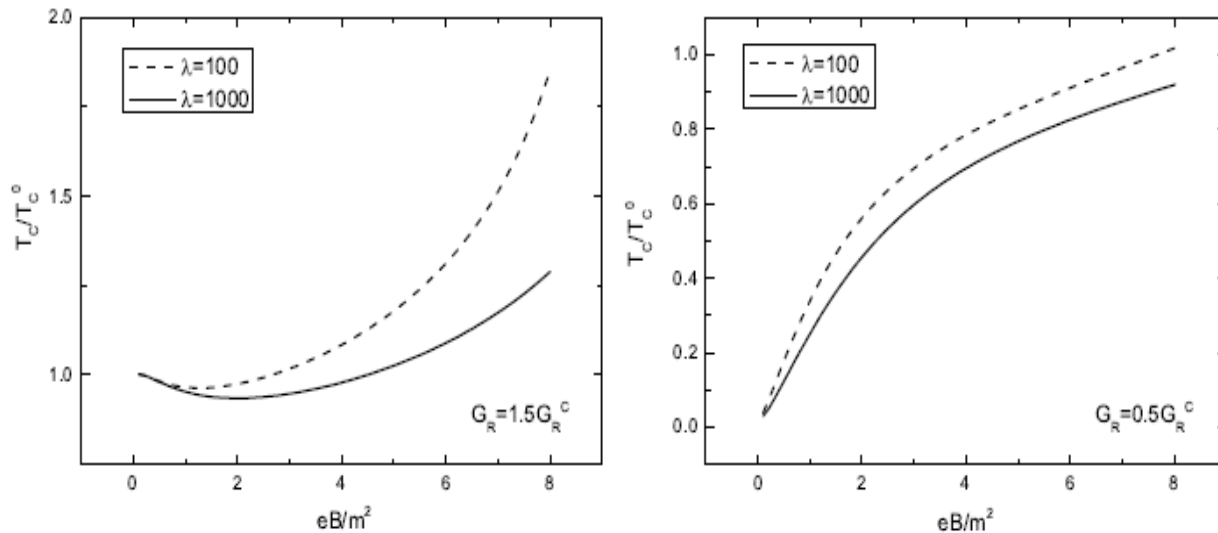 2.0
λ=100
λ=1000
1.5
1.0
T_C/T_C^o
G_R=1.5G_R^C
0 2 4 6 8
eB/m²
1.0
λ=100
λ=1000
0.8
0.6
0.4
0.2
0.0
T_C/T_C^o
G_R=0.5G_R^C
0 2 4 6 8
eB/m²